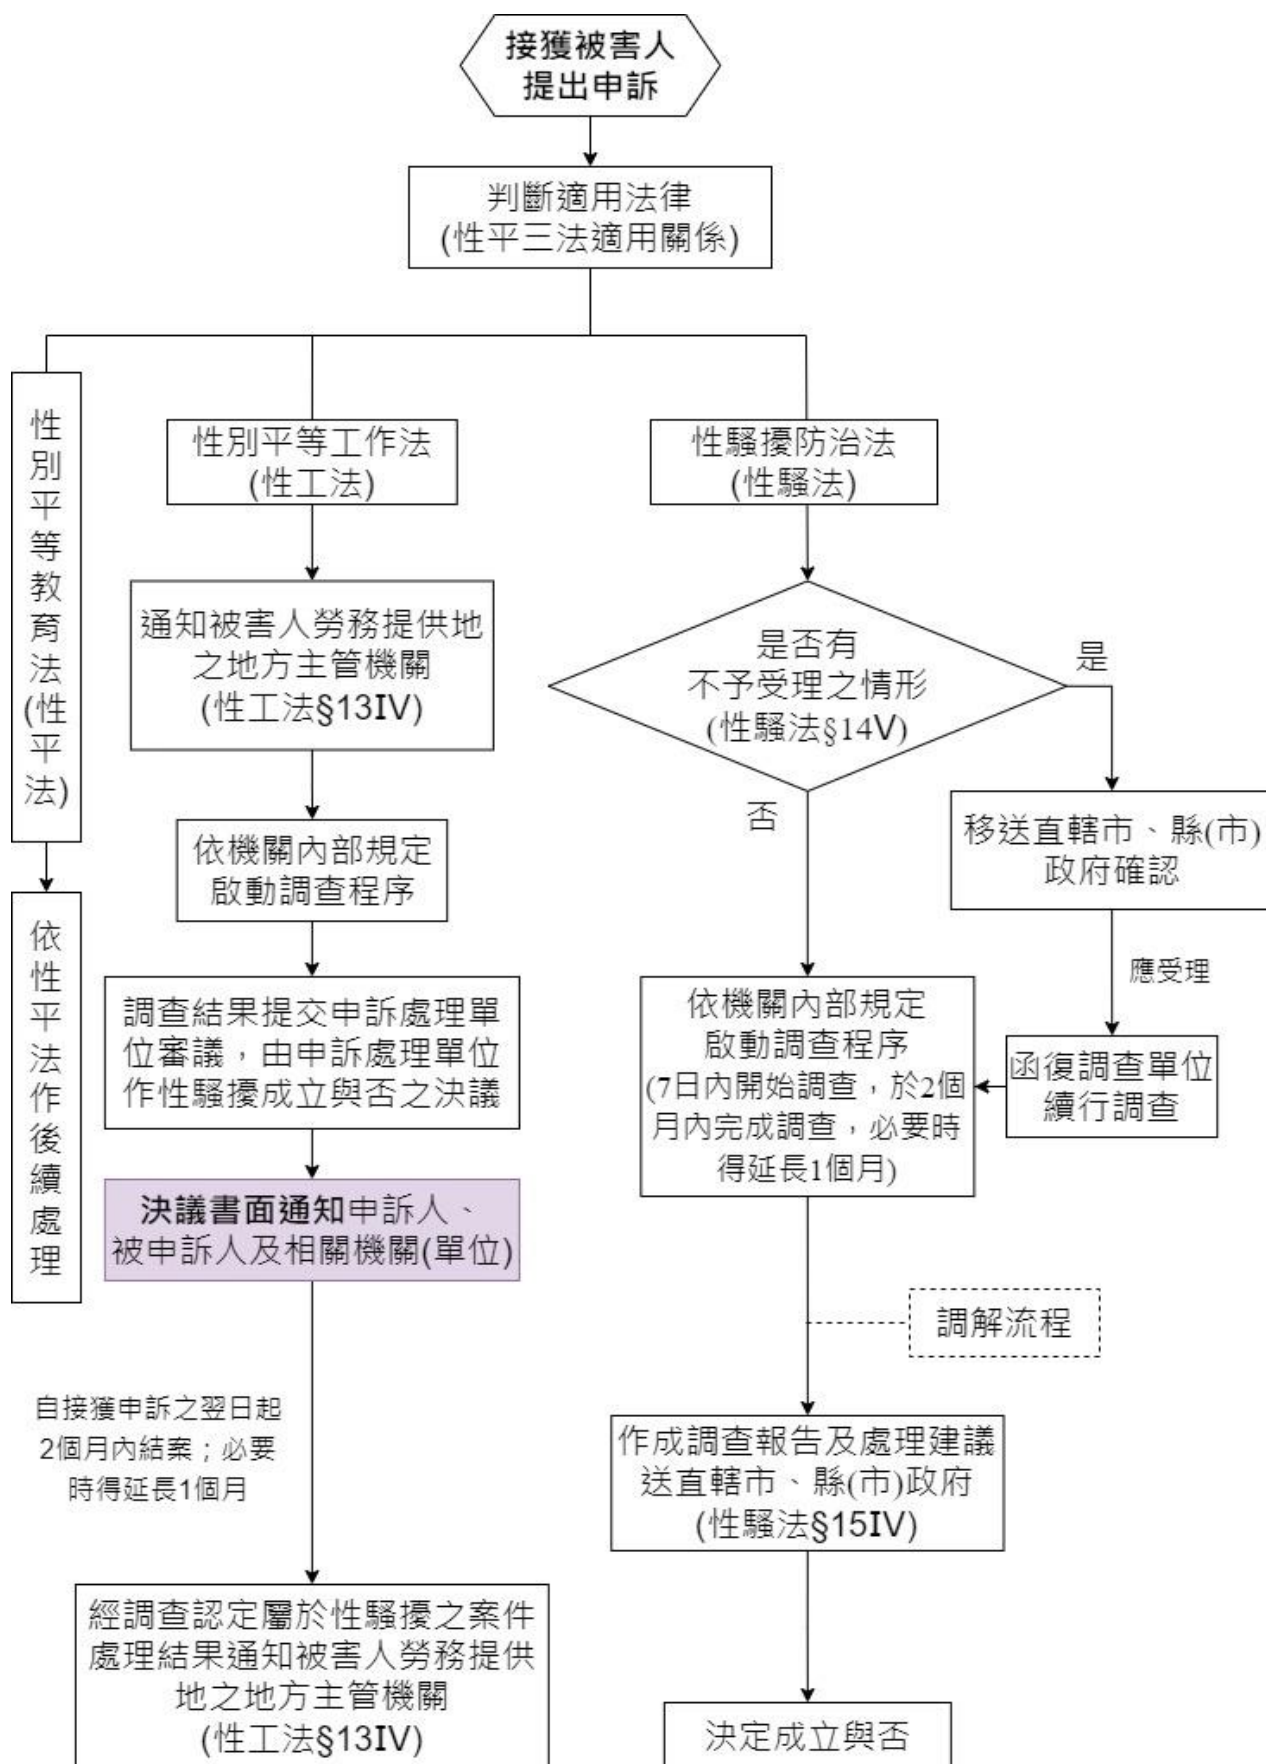 接獲被害人
提出申訴
判斷適用法律
(性平三法適用關係)
性
別
平
等
教
育
法
(性
平
法)
依
性
平
法
作
後
續
處
理
性別平等工作法
(性工法)
通知被害人勞務提供地
之地方主管機關
(性工法§13IV)
依機關內部規定
啟動調查程序
調查結果提交申訴處理單
位審議，由申訴處理單位
作性騷擾成立與否之決議
決議書面通知申訴人、
被申訴人及相關機關(單位)
自接獲申訴之翌日起
2個月內結案；必要
時得延長1個月
經調查認定屬於性騷擾之案件
處理結果通知被害人勞務提供
地之地方主管機關
(性工法§13IV)
性騷擾防治法
(性騷法)
是否有
不予受理之情形
(性騷法§14V)
是
否
移送直轄市、縣(市)
政府確認
應受理
函復調查單位
續行調查
依機關內部規定
啟動調查程序
(7日內開始調查，於2個
月內完成調查，必要時
得延長1個月)
調解流程
作成調查報告及處理建議
送直轄市、縣(市)政府
(性騷法§15IV)
決定成立與否